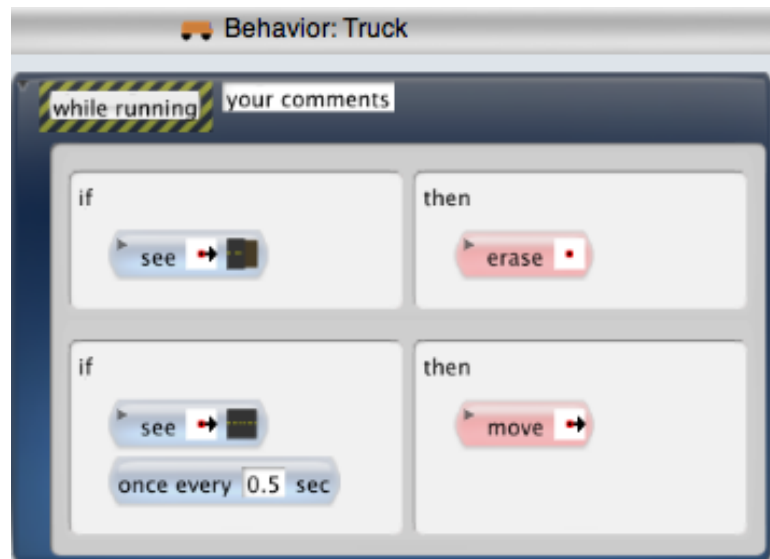 Behavior: Truck
while running
your comments
if
then
see
erase
if
then
see
move
once every 0.5 sec